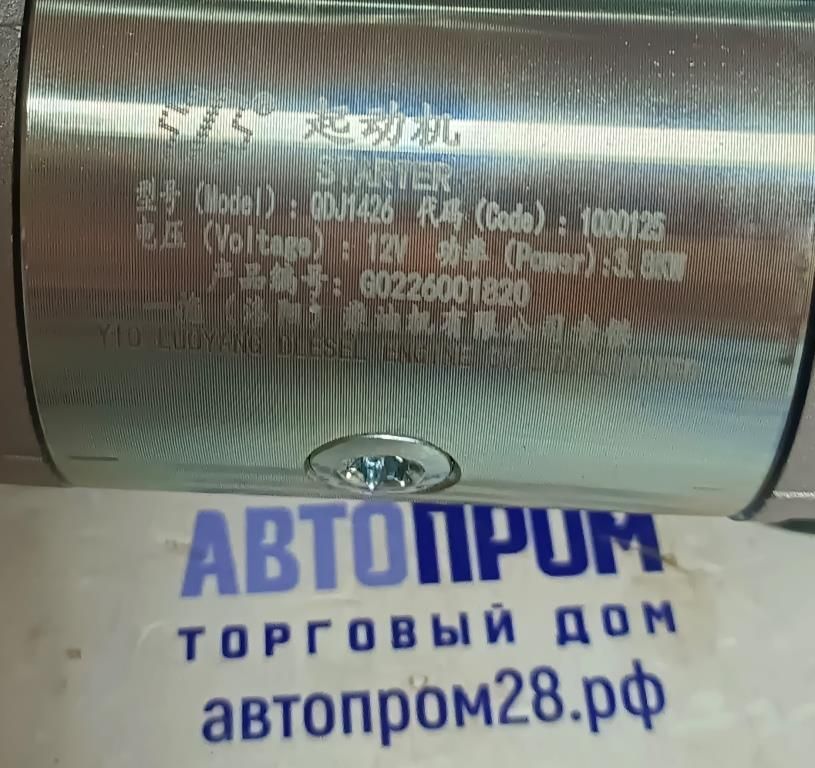 ® 起动机
STARTER
型号 (Model) : QDJ1426 代码 (Code) : 1000125
电压 (Voltage) : 12V 功率 (Power):3.8KW
产品编号: G0226001820
一拖 (洛阳) 柴油机有限公司
YTO LUOYANG DIESEL ENGINE
АВТОПРОМ
ТОРГОВЫЙ ДОМ
автопром28.рф